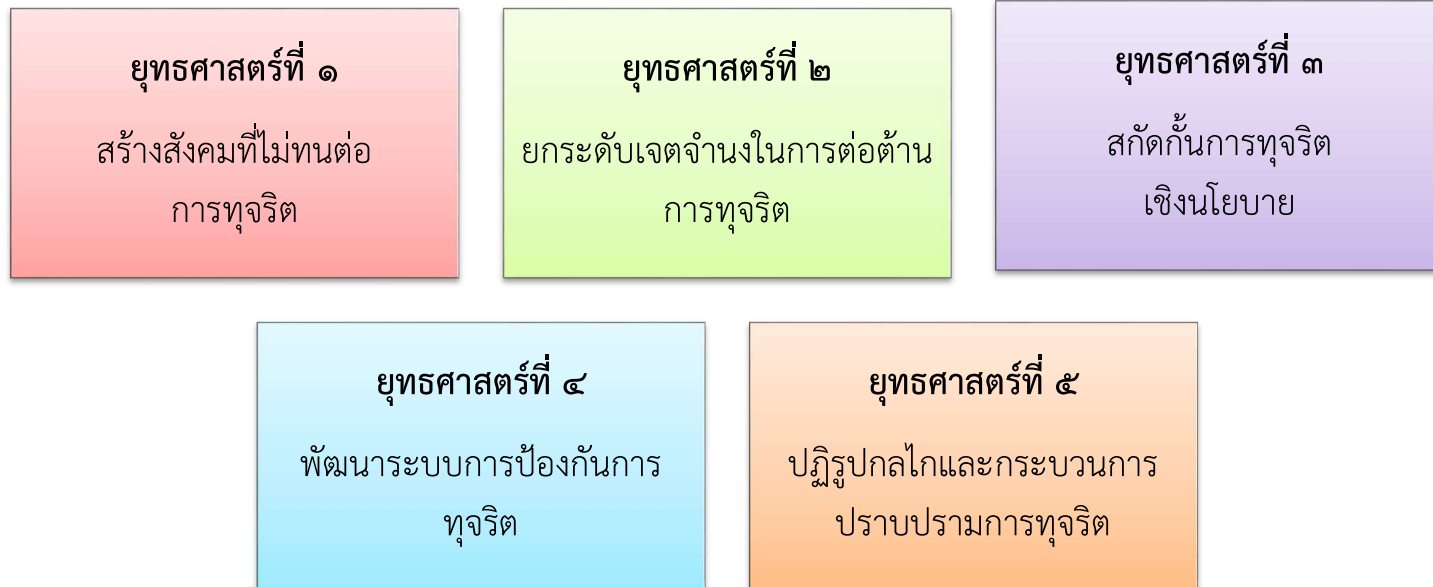 ยุทธศาสตร์ที่ ๑
สร้างสังคมที่ไม่ทนต่อ
การทุจริต
ยุทธศาสตร์ที่ ๒
ยกระดับเจตจำนงในการต่อต้าน
การทุจริต
ยุทธศาสตร์ที่ ๓
สกัดกั้นการทุจริต
เชิงนโยบาย
ยุทธศาสตร์ที่ ๔
พัฒนาระบบการป้องกันการ
ทุจริต
ยุทธศาสตร์ที่ ๕
ปฏิรูปกลไกและกระบวนการ
ปราบปรามการทุจริต